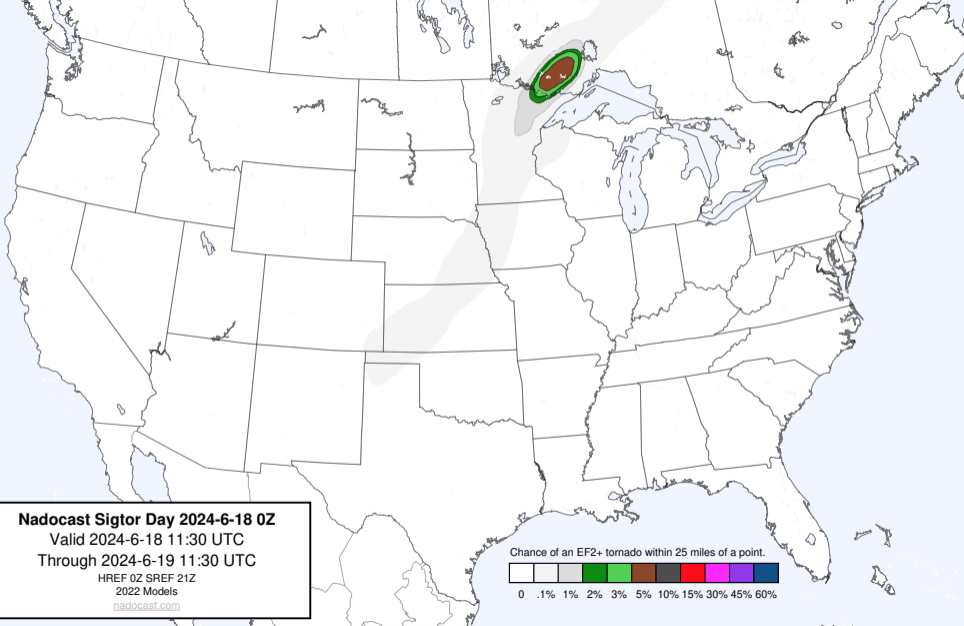 Nadocast Sigtor Day 2024-6-18 0Z
Valid 2024-6-18 11:30 UTC
Through 2024-6-19 11:30 UTC
HREF 0Z SREF 21Z
2022 Models
nadocast.com
Chance of an EF2+ tornado within 25 miles of a point.
0 .1% 1% 2% 3% 5% 10% 15% 30% 45% 60%